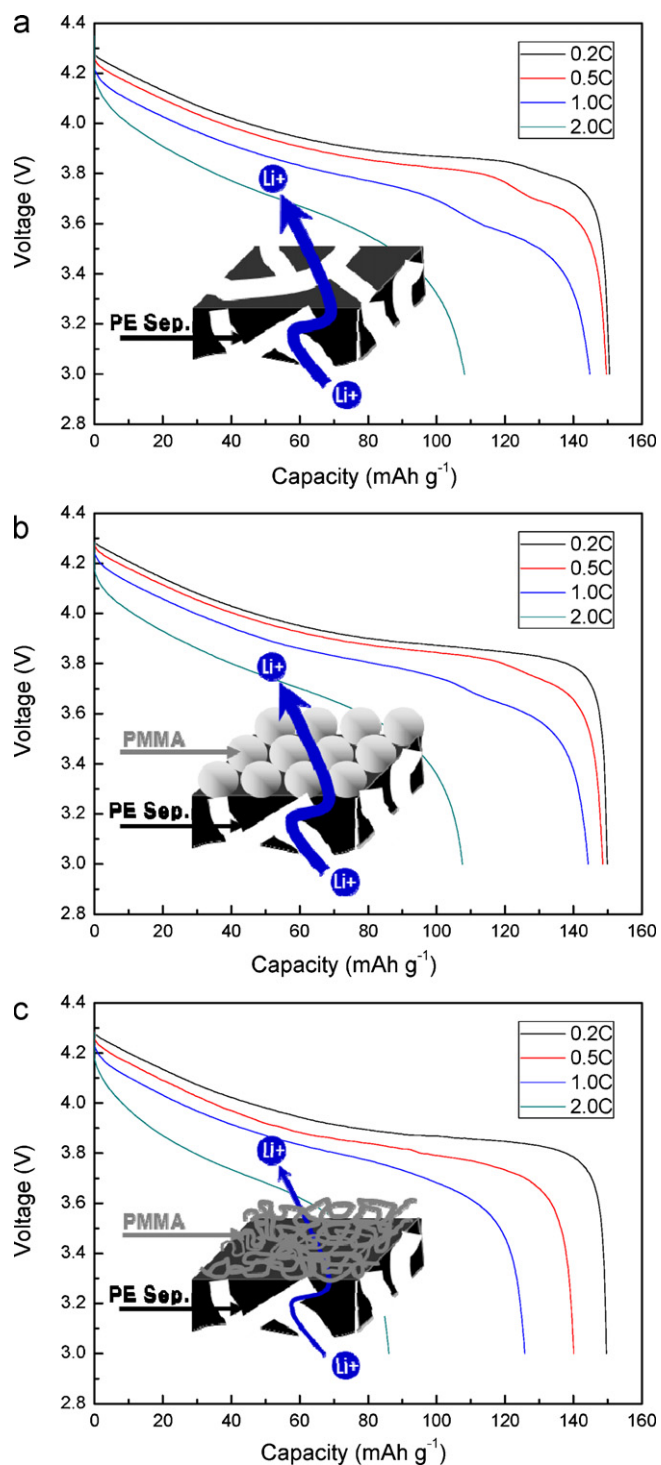 a
4.4
4.2
4.0
3.8
3.6
3.4
3.2
3.0
2.8
Voltage (V)
0.2C
0.5C
1.0C
2.0C
Li+
PE Sep.
Li+
0 20 40 60 80 100 120 140 160
Capacity (mAh g⁻¹)
b
4.4
4.2
4.0
3.8
3.6
3.4
3.2
3.0
2.8
Voltage (V)
0.2C
0.5C
1.0C
2.0C
Li+
PMMA
PE Sep.
Li+
0 20 40 60 80 100 120 140 160
Capacity (mAh g⁻¹)
c
4.4
4.2
4.0
3.8
3.6
3.4
3.2
3.0
2.8
Voltage (V)
0.2C
0.5C
1.0C
2.0C
Li+
PMMA
PE Sep.
Li+
0 20 40 60 80 100 120 140 160
Capacity (mAh g⁻¹)